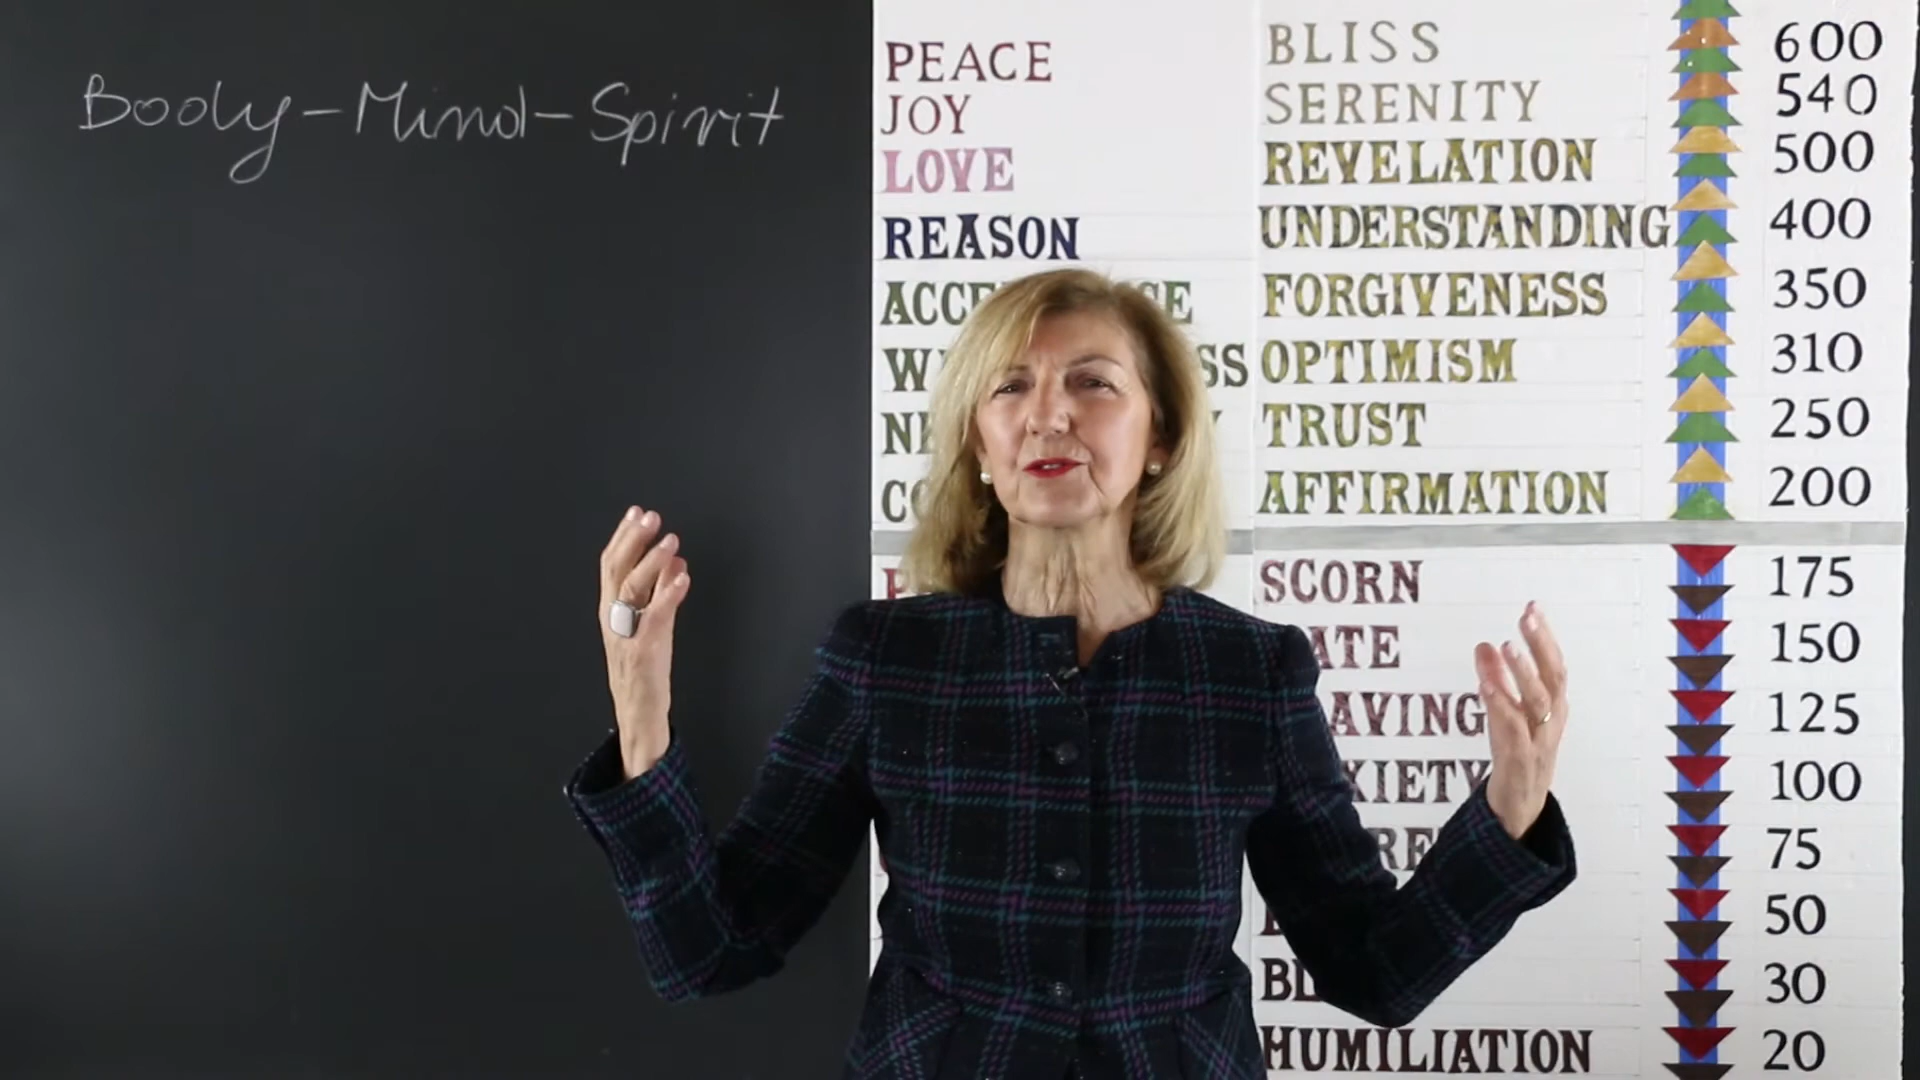 Body-Mind-Spirit
PEACE BLISS 600
JOY SERENITY 540
LOVE REVELATION 500
REASON UNDERSTANDING 400
FORGIVENESS 350
OPTIMISM 310
TRUST 250
AFFIRMATION 200
SCORN 175
150
125
100
75
50
30
HUMILIATION 20